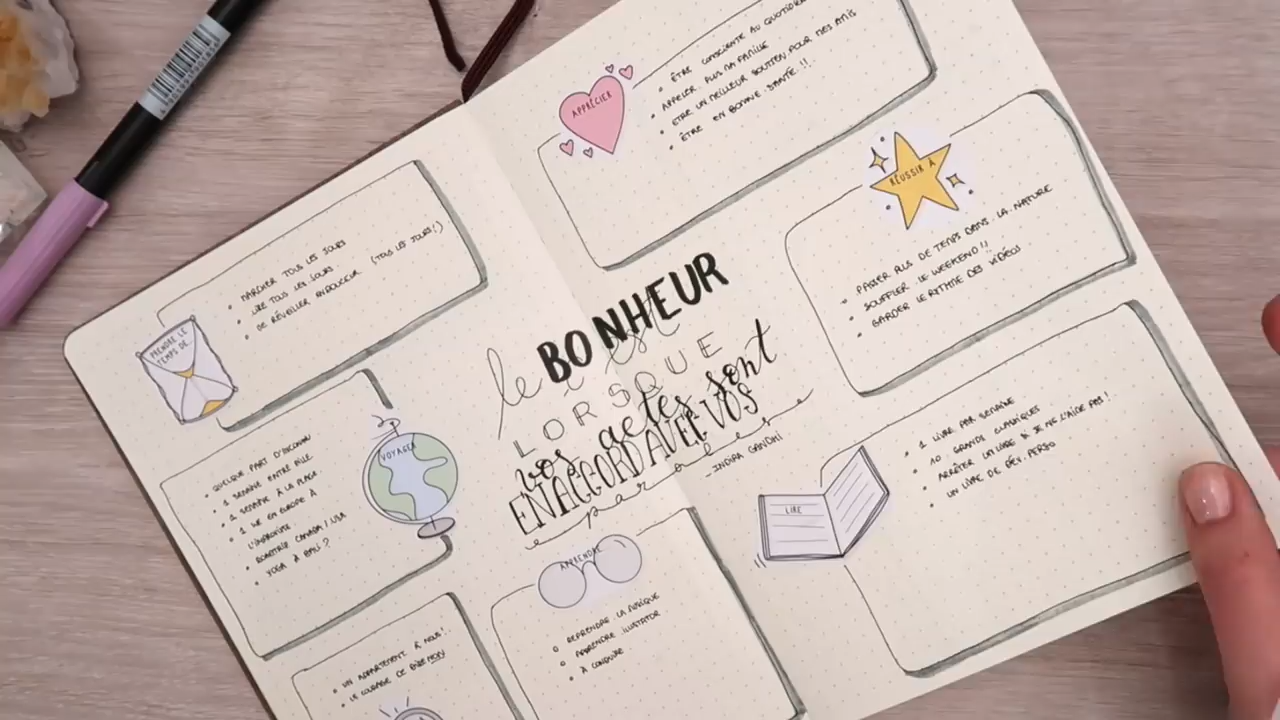 PRENDRE LE
TEMPS DE...
• MARCHER TOUS LES JOURS
• LIRE TOUS LES JOURS (TOUS LES JOURS!)
• DE RÉVEILLER EN DOUCEUR
VOYAGER
• QUELQUE PART D'INCONNU
• 1 SEMAINE ENTRE FILLE
• 1 SEMAINE À LA PLAGE
• 1 WE EN EUROPE À
L'IMPROVISTE
• ROADTRIP CANADA / USA
• YOGA À BALI ?
• UN APPARTEMENT À NOUS!
• LE COURAGE DE
APPRENDRE
• REPRENDRE LA MUSIQUE
• APPRENDRE ILLUSTRATOR
• À CONDUIRE
le BONHEUR
est
LORSQUE
vos actes sont
EN ACCORD AVEC VOS
paroles
- INDIRA GANDHI
APPRÉCIER
• ÊTRE CONSCIENTE AU QUOTIDIEN
• APPELER PLUS MA FAMILLE
• ÊTRE UN MEILLEUR SOUTIEN POUR MES AMIS
• ÊTRE EN BONNE SANTÉ !!
RÉUSSIR À
• PASSER PLUS DE TEMPS DANS LA NATURE
• SOUFFLER LE WEEKEND !!
• GARDER LE RYTHME DES VIDÉOS
LIRE
• 1 LIVRE PAR SEMAINE
• 10 GRANDS CLASSIQUES
• ARRÊTER UN LIVRE SI JE NE L'AIDE PAS !
• UN LIVRE DE DÉV. PERSO